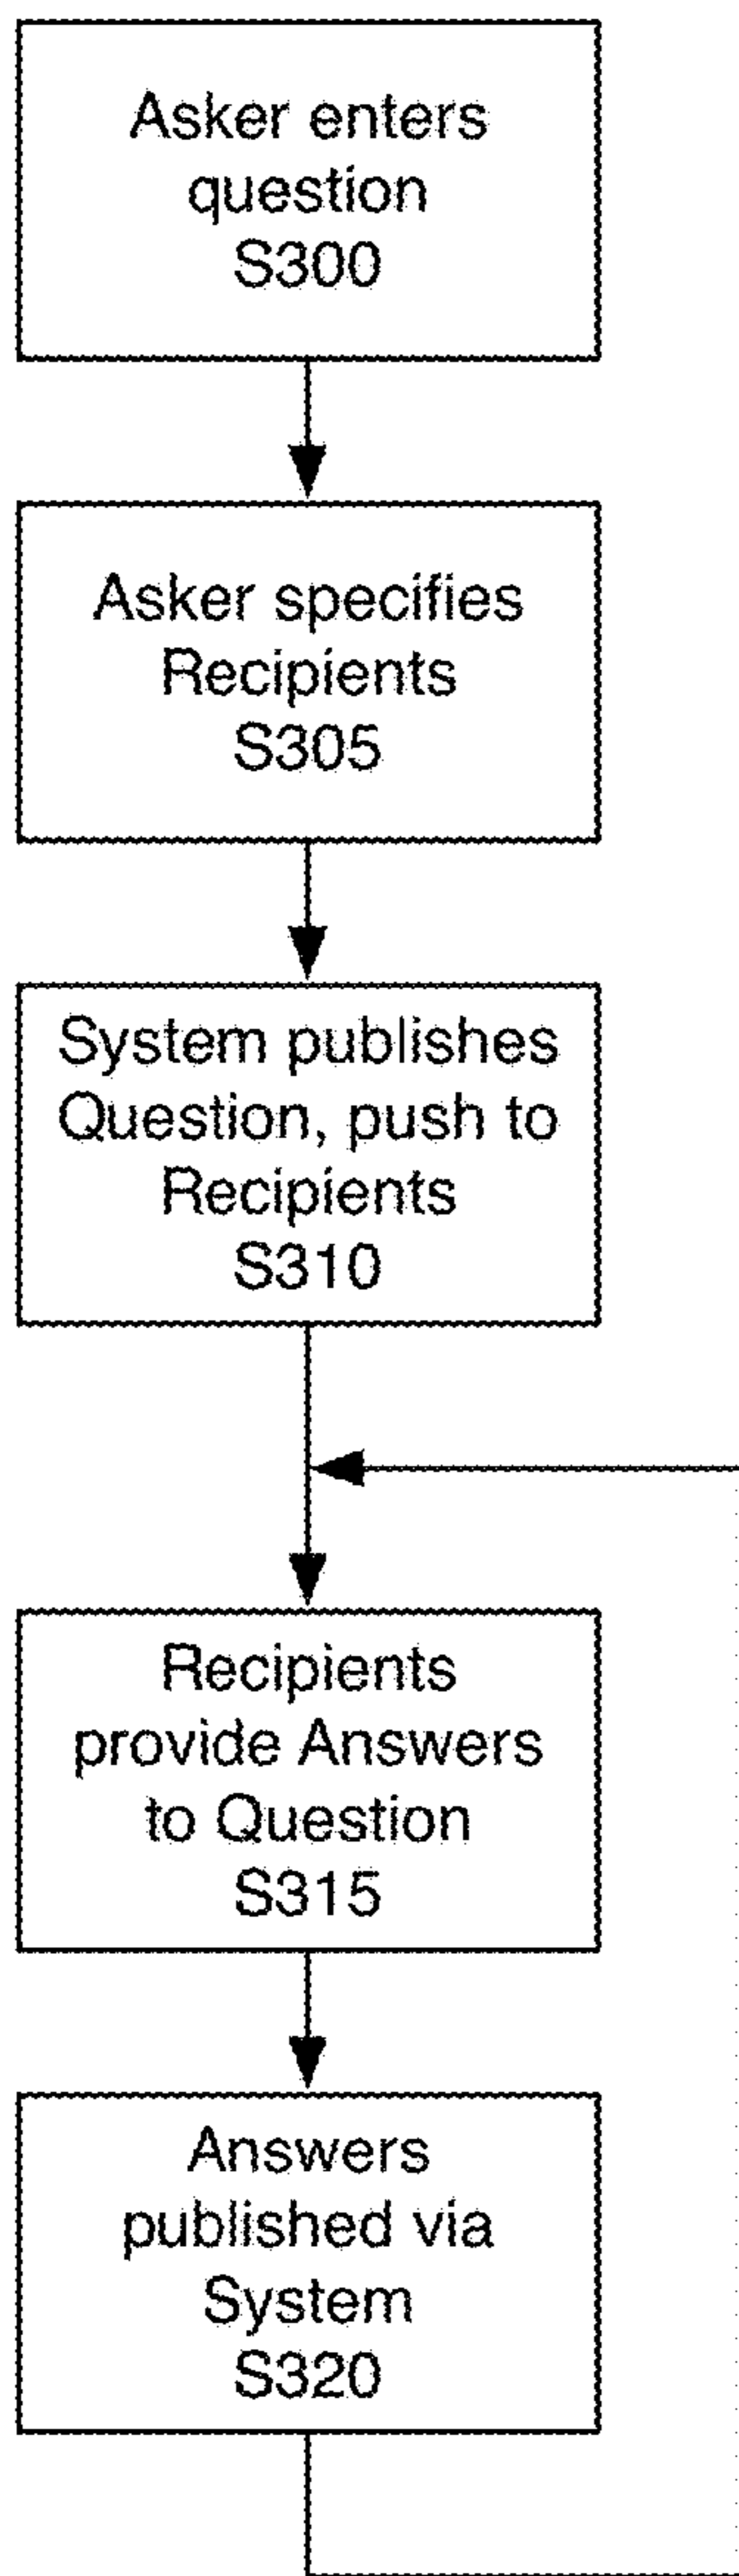 Asker enters
question
S300
Asker specifies
Recipients
S305
System publishes
Question, push to
Recipients
S310
Recipients
provide Answers
to Question
S315
Answers
published via
System
S320